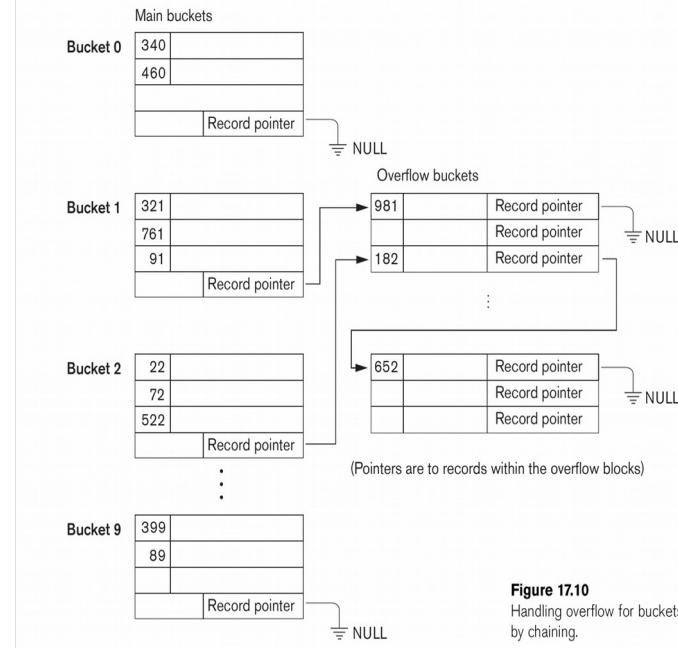 Main buckets
Bucket 0
340
460
Record pointer
NULL
Overflow buckets
Bucket 1
321
761
91
Record pointer
981
Record pointer
Record pointer
NULL
182
Record pointer
Bucket 2
22
72
522
Record pointer
652
Record pointer
Record pointer
NULL
Record pointer
(Pointers are to records within the overflow blocks)
Bucket 9
399
89
Record pointer
NULL
Figure 17.10
Handling overflow for bucket
by chaining.